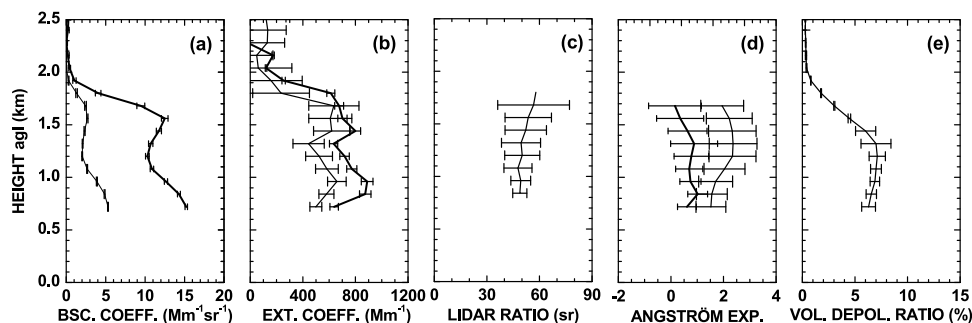 2.5
2.0
1.5
1.0
0.5
0.0
HEIGHT agl (km)
(a) (b) (c) (d) (e)
0 5 10 15 20
0 400 800 1200
0 30 60 90
-2 0 2 4
0 5 10 15
BSC. COEFF. (Mm⁻¹sr⁻¹)
EXT. COEFF. (Mm⁻¹)
LIDAR RATIO (sr)
ANGSTRÖM EXP.
VOL. DEPOL. RATIO (%)